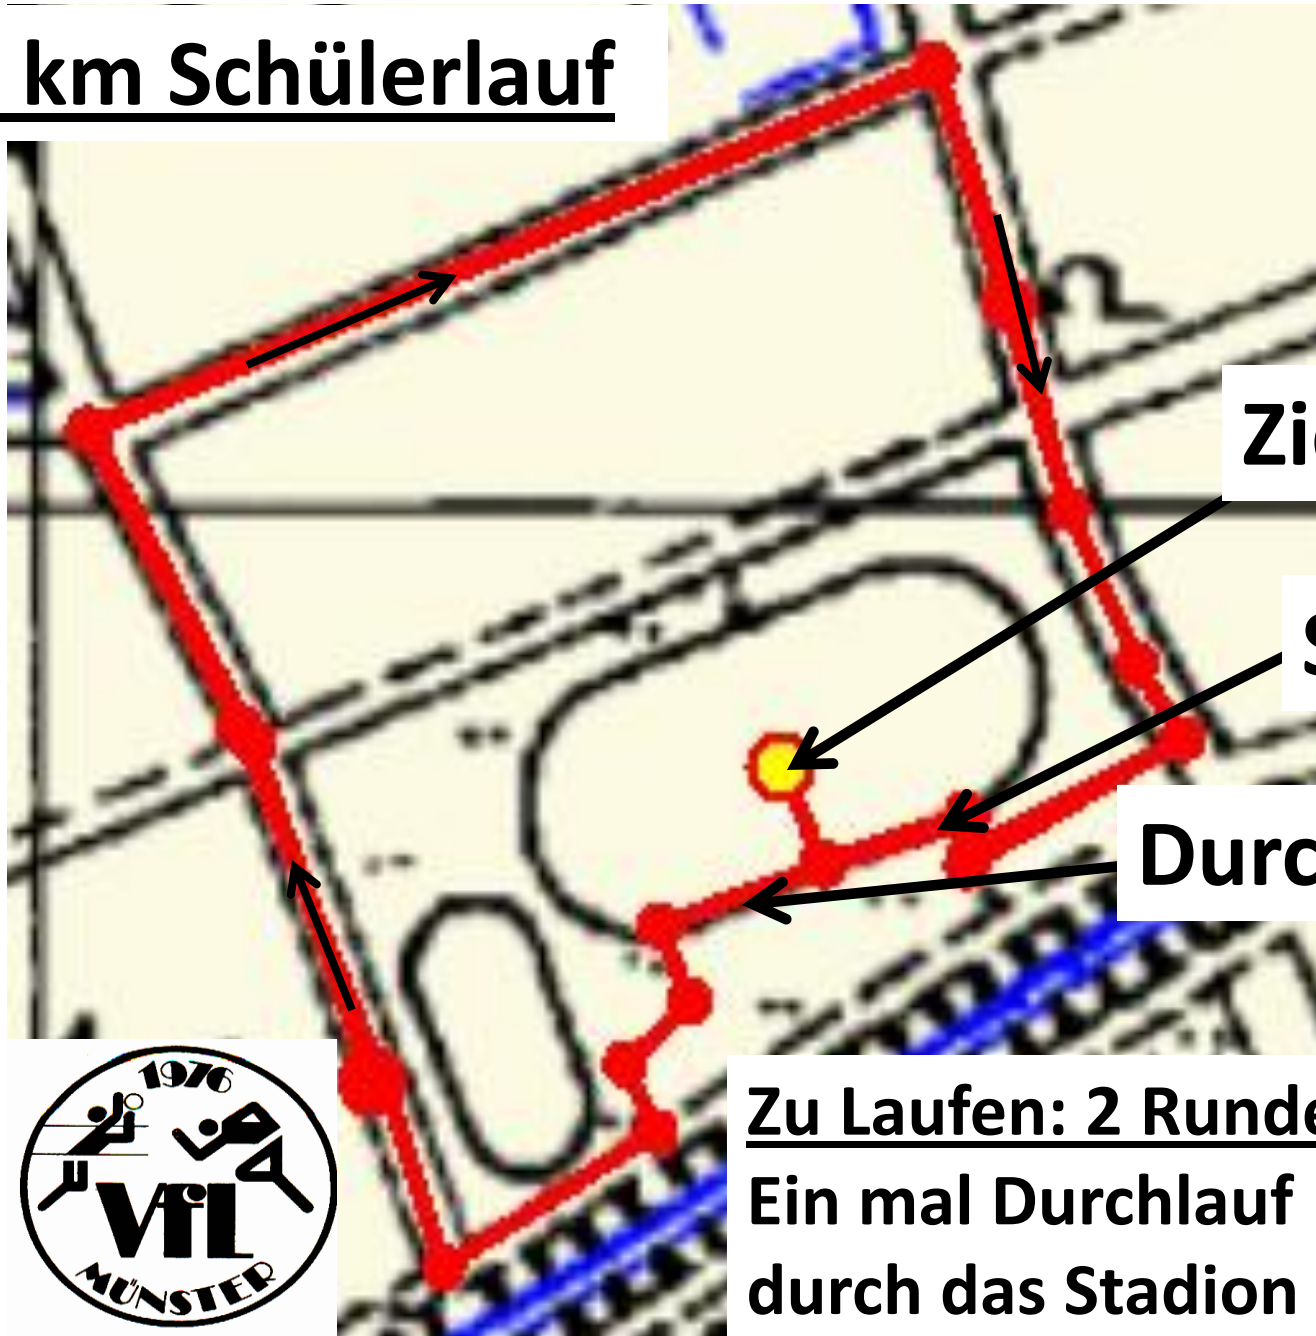 km Schülerlauf
Durc
Zu Laufen: 2 Runde
Ein mal Durchlauf
durch das Stadion
1976
VfL
MÜNSTER